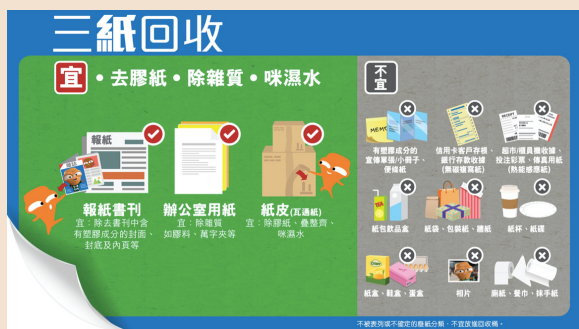 三紙回收
宜 • 去膠紙 • 除雜質 • 咪濕水
不宜
報紙
報紙書刊
宜：除去書刊中含
有塑膠成分的封面、
封底及內頁等
辦公室用紙
宜：除雜質
如膠料、萬字夾等
紙皮(瓦通紙)
宜：除膠紙、疊整齊、
咪濕水
MEMO
有塑膠成分的
宣傳單張/小冊子、
便條紙
信用卡客戶存根、
銀行存款收據
(無碳複寫紙)
RECEIPT
超市/櫃員機收據、
投注彩票、傳真用紙
(熱能感應紙)
紙包飲品盒
紙袋、包裝紙、牆紙
紙杯、紙碟
紙盒、鞋盒、蛋盒
相片
廁紙、餐巾、抹手紙
不被表列或不確定的廢紙分類，不宜放進回收桶。